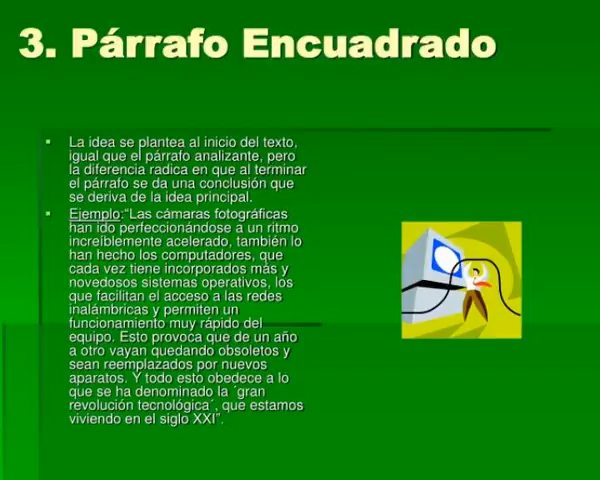 3. Párrafo Encuadrado
La idea se plantea al inicio del texto,
igual que el párrafo analizante, pero
la diferencia radica en que al terminar
el párrafo se da una conclusión que
se deriva de la idea principal.
Ejemplo:“Las cámaras fotográficas
han ido perfeccionándose a un ritmo
increíblemente acelerado, también lo
han hecho los computadores, que
cada vez tiene incorporados más y
novedosos sistemas operativos, los
que facilitan el acceso a las redes
inalámbricas y permiten un
funcionamiento muy rápido del
equipo. Esto provoca que de un año
a otro vayan quedando obsoletos y
sean reemplazados por nuevos
aparatos. Y todo esto obedece a lo
que se ha denominado la ´gran
revolución tecnológica´, que estamos
viviendo en el siglo XXI”.